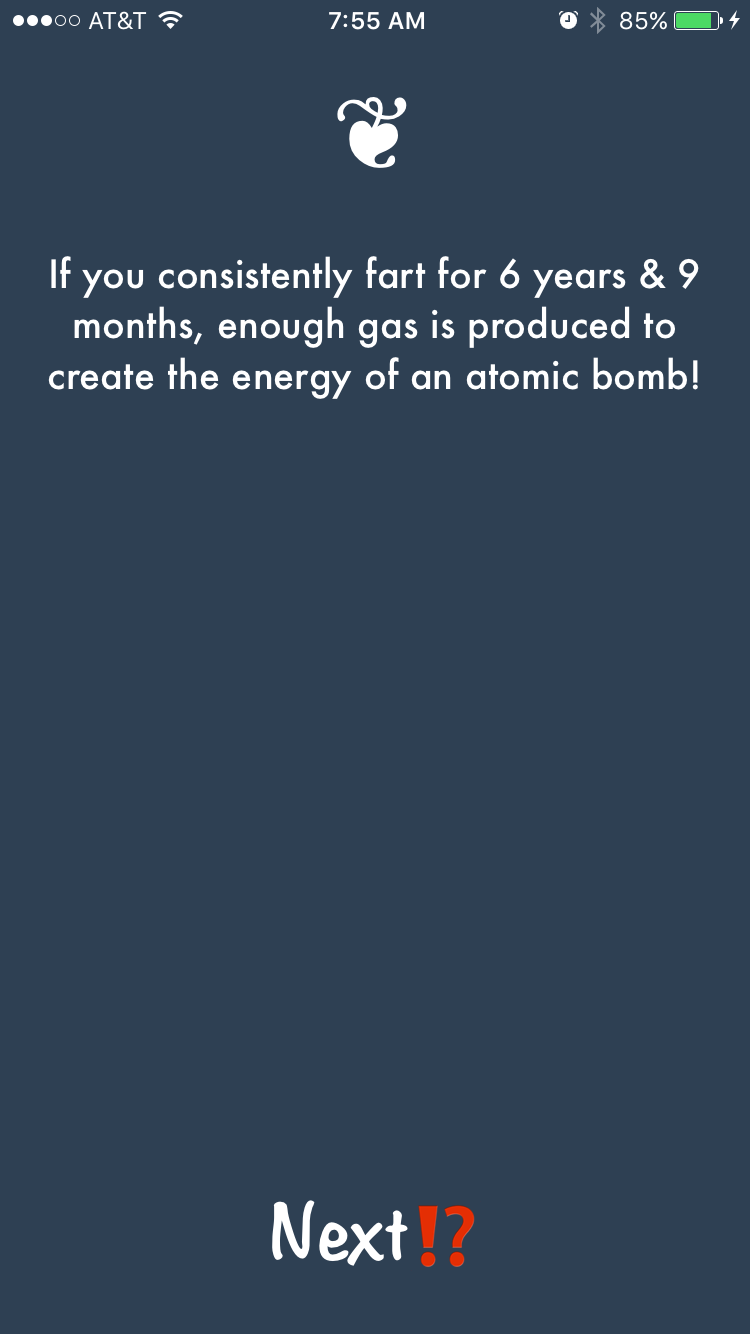 AT&T 7:55 AM 85%
❦
If you consistently fart for 6 years & 9
months, enough gas is produced to
create the energy of an atomic bomb!
Next⁉